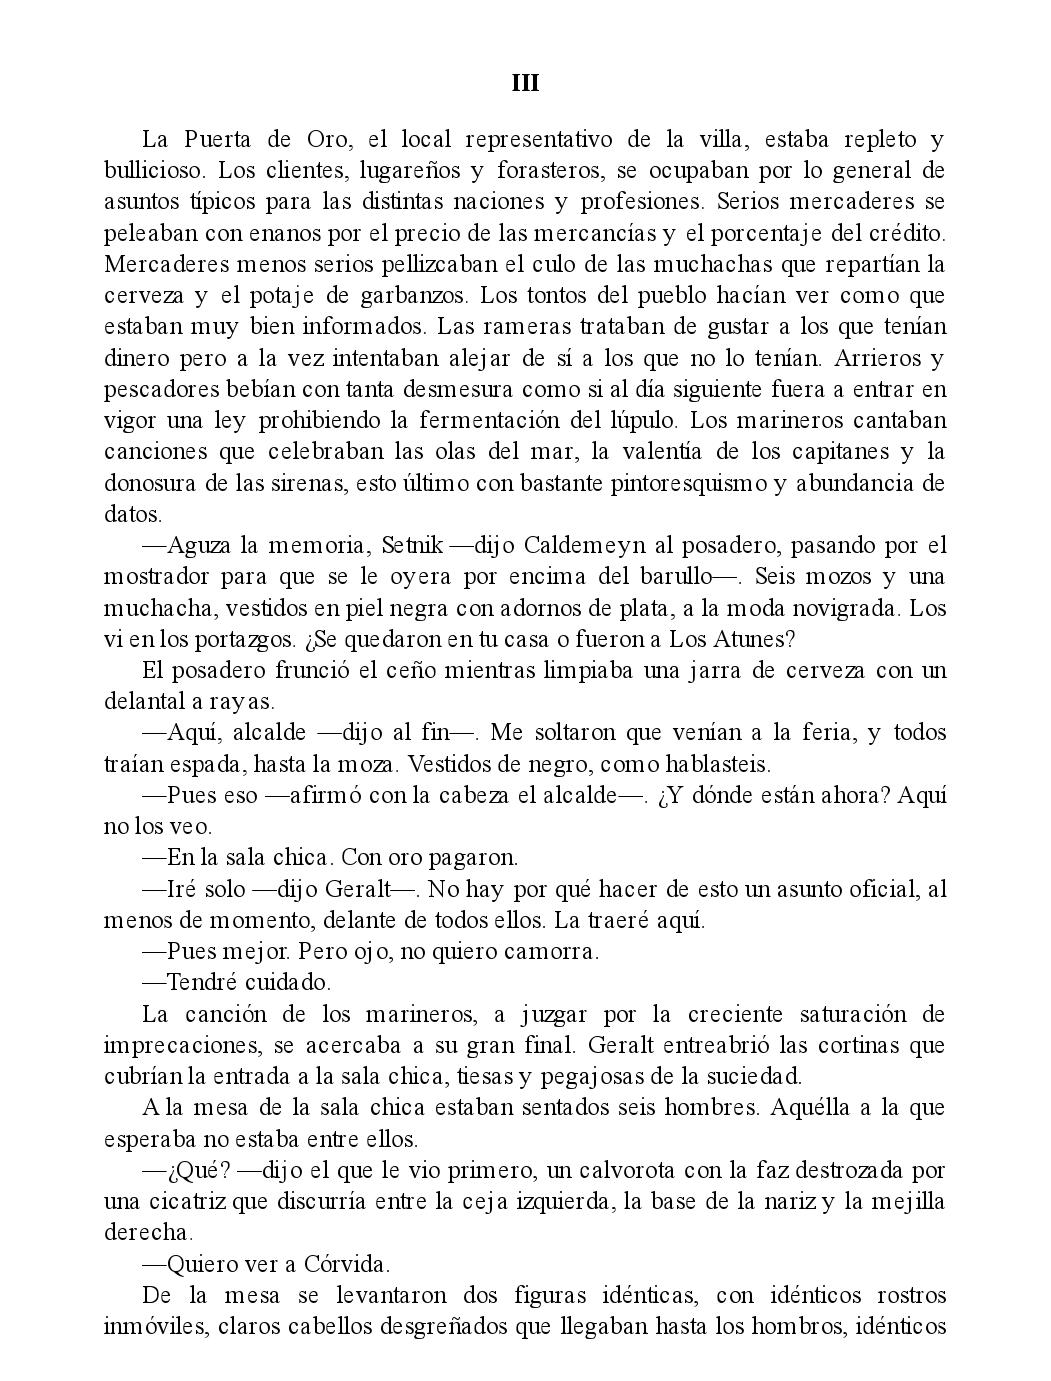 III
La Puerta de Oro, el local representativo de la villa, estaba repleto y
bullicioso. Los clientes, lugareños y forasteros, se ocupaban por lo general de
asuntos típicos para las distintas naciones y profesiones. Serios mercaderes se
peleaban con enanos por el precio de las mercancías y el porcentaje del crédito.
Mercaderes menos serios pellizcaban el culo de las muchachas que repartían la
cerveza y el potaje de garbanzos. Los tontos del pueblo hacían ver como que
estaban muy bien informados. Las rameras trataban de gustar a los que tenían
dinero pero a la vez intentaban alejar de sí a los que no lo tenían. Arrieros y
pescadores bebían con tanta desmesura como si al día siguiente fuera a entrar en
vigor una ley prohibiendo la fermentación del lúpulo. Los marineros cantaban
canciones que celebraban las olas del mar, la valentía de los capitanes y la
donosura de las sirenas, esto último con bastante pintoresquismo y abundancia de
datos.
—Aguza la memoria, Setnik —dijo Caldemeyn al posadero, pasando por el
mostrador para que se le oyera por encima del barullo—. Seis mozos y una
muchacha, vestidos en piel negra con adornos de plata, a la moda novigrada. Los
vi en los portazgos. ¿Se quedaron en tu casa o fueron a Los Atunes?
El posadero frunció el ceño mientras limpiaba una jarra de cerveza con un
delantal a rayas.
—Aquí, alcalde —dijo al fin—. Me soltaron que venían a la feria, y todos
traían espada, hasta la moza. Vestidos de negro, como hablasteis.
—Pues eso —afirmó con la cabeza el alcalde—. ¿Y dónde están ahora? Aquí
no los veo.
—En la sala chica. Con oro pagaron.
—Iré solo —dijo Geralt—. No hay por qué hacer de esto un asunto oficial, al
menos de momento, delante de todos ellos. La traeré aquí.
—Pues mejor. Pero ojo, no quiero camorra.
—Tendré cuidado.
La canción de los marineros, a juzgar por la creciente saturación de
imprecaciones, se acercaba a su gran final. Geralt entreabrió las cortinas que
cubrían la entrada a la sala chica, tiesas y pegajosas de la suciedad.
A la mesa de la sala chica estaban sentados seis hombres. Aquélla a la que
esperaba no estaba entre ellos.
—¿Qué? —dijo el que le vio primero, un calvorota con la faz destrozada por
una cicatriz que discurría entre la ceja izquierda, la base de la nariz y la mejilla
derecha.
—Quiero ver a Córvida.
De la mesa se levantaron dos figuras idénticas, con idénticos rostros
inmóviles, claros cabellos desgreñados que llegaban hasta los hombros, idénticos